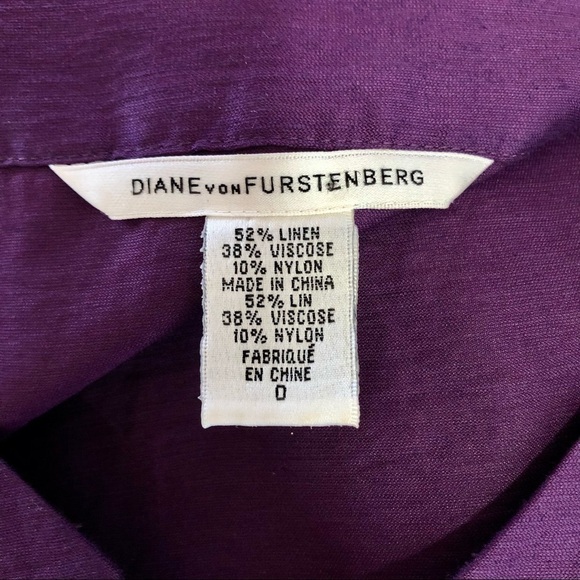 DIANE VON FURSTENBERG
52% LINEN
38% VISCOSE
10% NYLON
MADE IN CHINA
52% LIN
38% VISCOSE
10% NYLON
FABRIQUÉ
EN CHINE
0